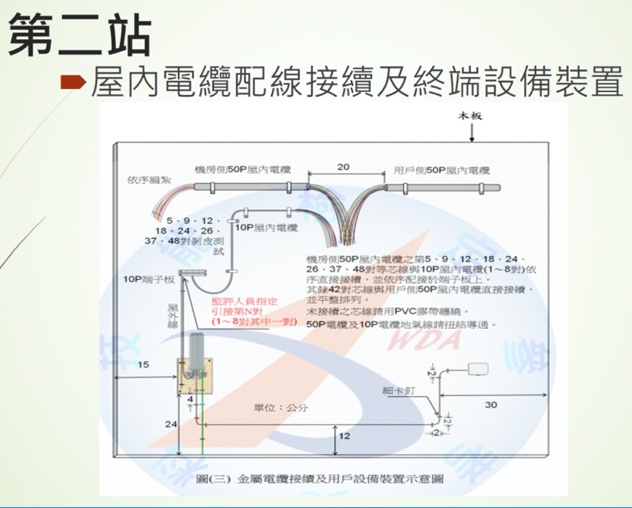 第二站
屋內電纜配線接續及終端設備裝置
木板
機房側50P屋內電纜
20
用戶側50P屋內電纜
依序編紮
5、9、12、
18、24、26、
37、48對剝皮測
試
10P屋內電纜
機房側50P屋內電纜之第5、9、12、18、24、
26、37、48對等芯線與10P屋內電纜(1~8對)依
序直接接續，並依序配接於端子板上。
其餘42對芯線與用戶側50P屋內電纜直接接續，
並平整排列。
未接續之芯線請用PVC膠帶纏繞。
50P電纜及10P電纜地氣線請扭結導通。
10P端子板
屋外線
監評人員指定
引接第N對
(1~8對其中一對)
WDA
15
4
24
單位：公分
12
細卡釘
2
2
2
30
圖(三) 金屬電纜接續及用戶設備裝置示意圖